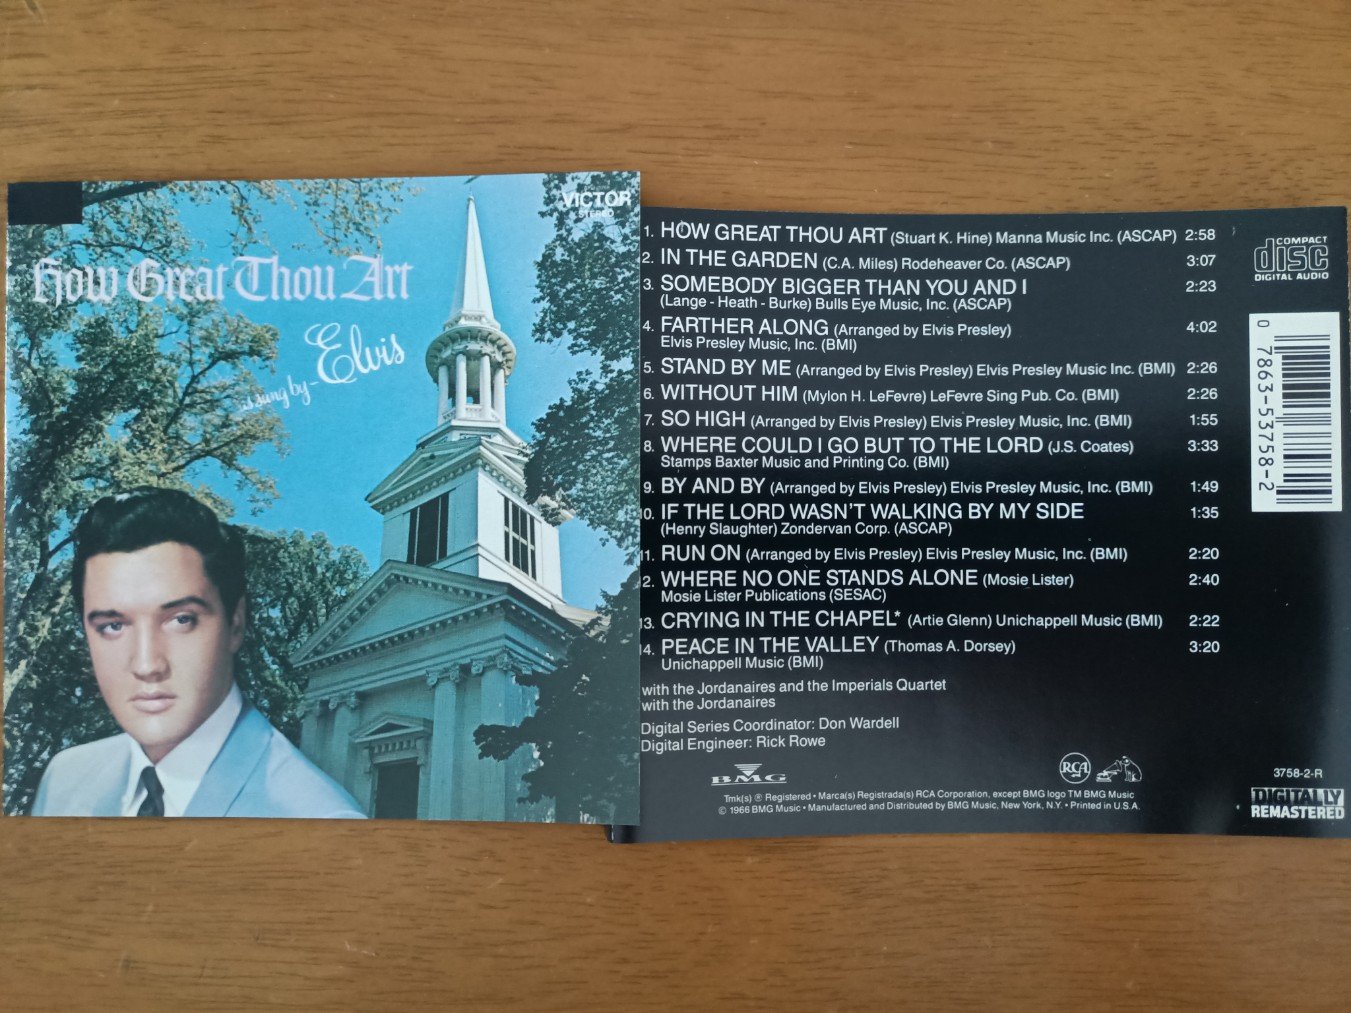 How Great Thou Art
as sung by - Elvis
VICTOR
STEREO
1. HOW GREAT THOU ART (Stuart K. Hine) Manna Music Inc. (ASCAP) 2:58
2. IN THE GARDEN (C.A. Miles) Rodeheaver Co. (ASCAP) 3:07
3. SOMEBODY BIGGER THAN YOU AND I 2:23
(Lange - Heath - Burke) Bulls Eye Music, Inc. (ASCAP)
4. FARTHER ALONG (Arranged by Elvis Presley) 4:02
Elvis Presley Music, Inc. (BMI)
5. STAND BY ME (Arranged by Elvis Presley) Elvis Presley Music Inc. (BMI) 2:26
6. WITHOUT HIM (Mylon H. LeFevre) LeFevre Sing Pub. Co. (BMI) 2:26
7. SO HIGH (Arranged by Elvis Presley) Elvis Presley Music, Inc. (BMI) 1:55
8. WHERE COULD I GO BUT TO THE LORD (J.S. Coates) 3:33
Stamps Baxter Music and Printing Co. (BMI)
9. BY AND BY (Arranged by Elvis Presley) Elvis Presley Music, Inc. (BMI) 1:49
10. IF THE LORD WASN'T WALKING BY MY SIDE 1:35
(Henry Slaughter) Zondervan Corp. (ASCAP)
11. RUN ON (Arranged by Elvis Presley) Elvis Presley Music, Inc. (BMI) 2:20
2. WHERE NO ONE STANDS ALONE (Mosie Lister) 2:40
Mosie Lister Publications (SESAC)
13. CRYING IN THE CHAPEL* (Artie Glenn) Unichappell Music (BMI) 2:22
14. PEACE IN THE VALLEY (Thomas A. Dorsey) 3:20
Unichappell Music (BMI)
with the Jordanaires and the Imperials Quartet
with the Jordanaires
Digital Series Coordinator: Don Wardell
Digital Engineer: Rick Rowe
BMG
RCA
Tmk(s) ® Registered • Marca(s) Registrada(s) RCA Corporation, except BMG logo TM BMG Music
© 1966 BMG Music • Manufactured and Distributed by BMG Music, New York, N.Y. • Printed in U.S.A.
COMPACT
disc
DIGITAL AUDIO
0 7863-53758-2
3758-2-R
DIGITALLY
REMASTERED